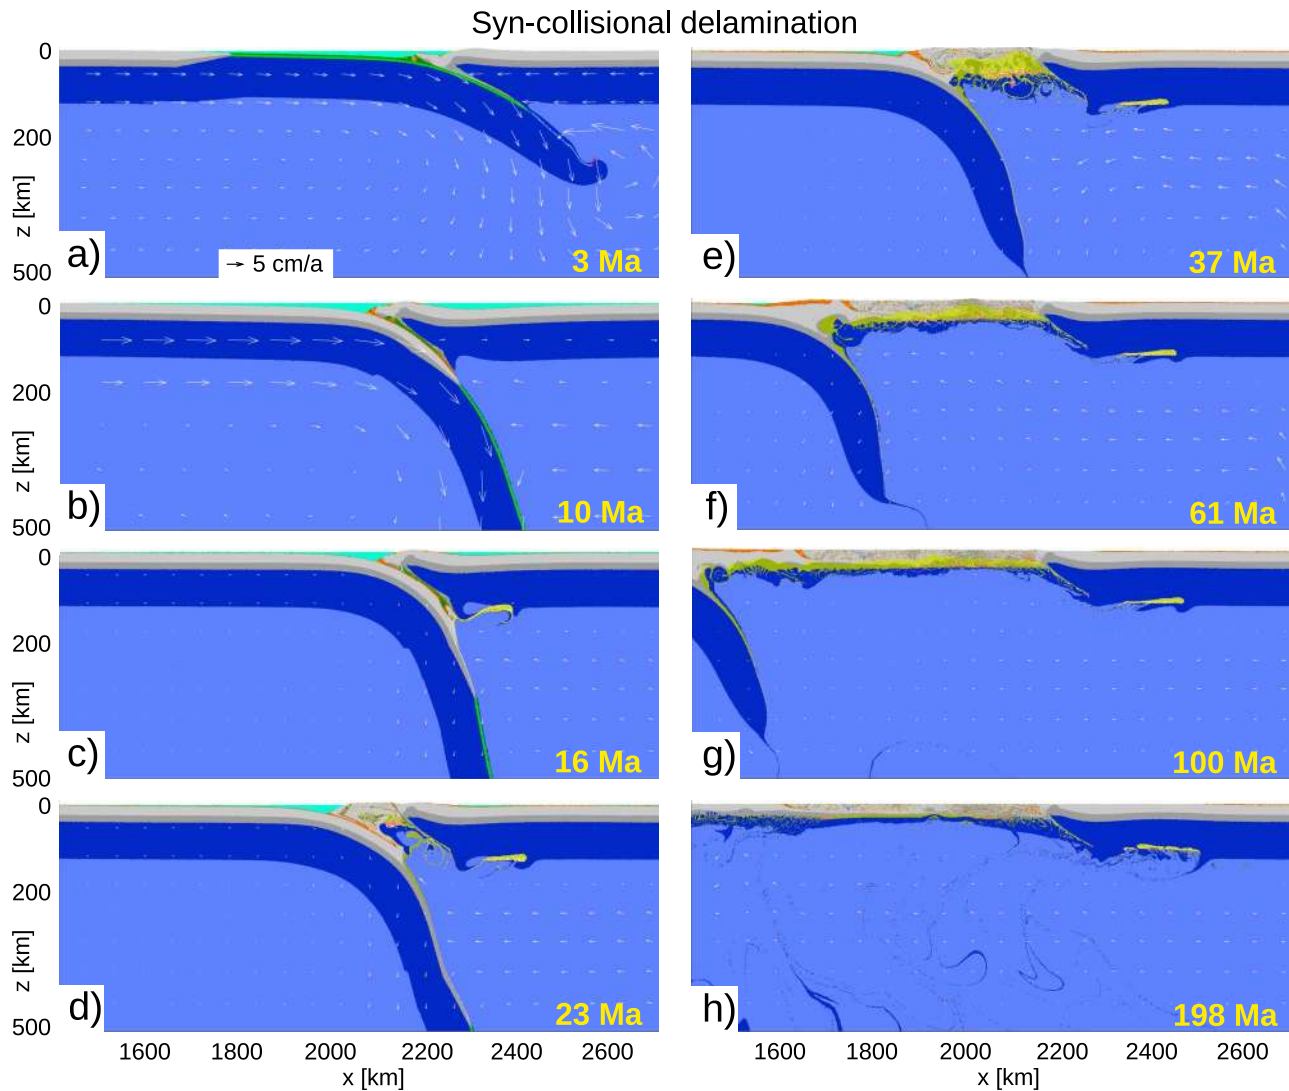 Syn-collisional delamination
0
200
z [km]
500
a)
→ 5 cm/a
3 Ma
e)
37 Ma
0
200
z [km]
500
b)
10 Ma
f)
61 Ma
0
200
z [km]
500
c)
16 Ma
g)
100 Ma
0
200
z [km]
500
d)
23 Ma
h)
198 Ma
1600 1800 2000 2200 2400 2600
x [km]
1600 1800 2000 2200 2400 2600
x [km]